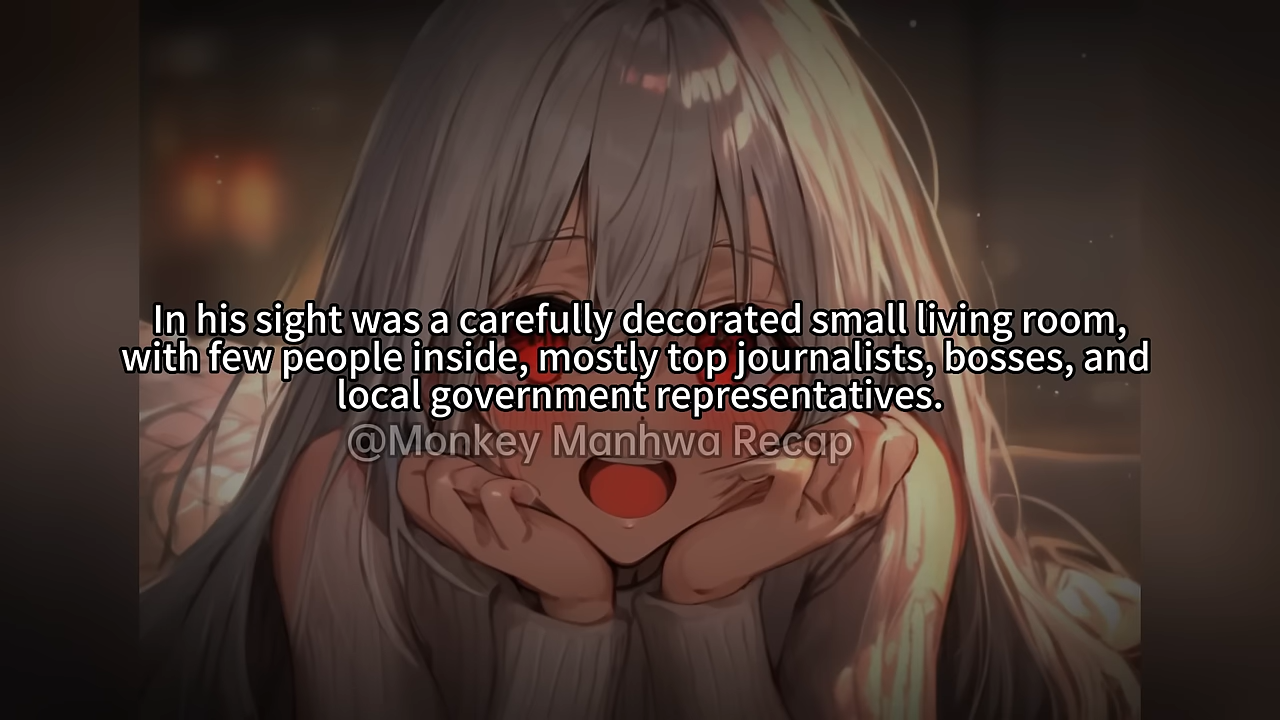 In his sight was a carefully decorated small living room,
with few people inside, mostly top journalists, bosses, and
local government representatives.
@Monkey Manhwa Recap